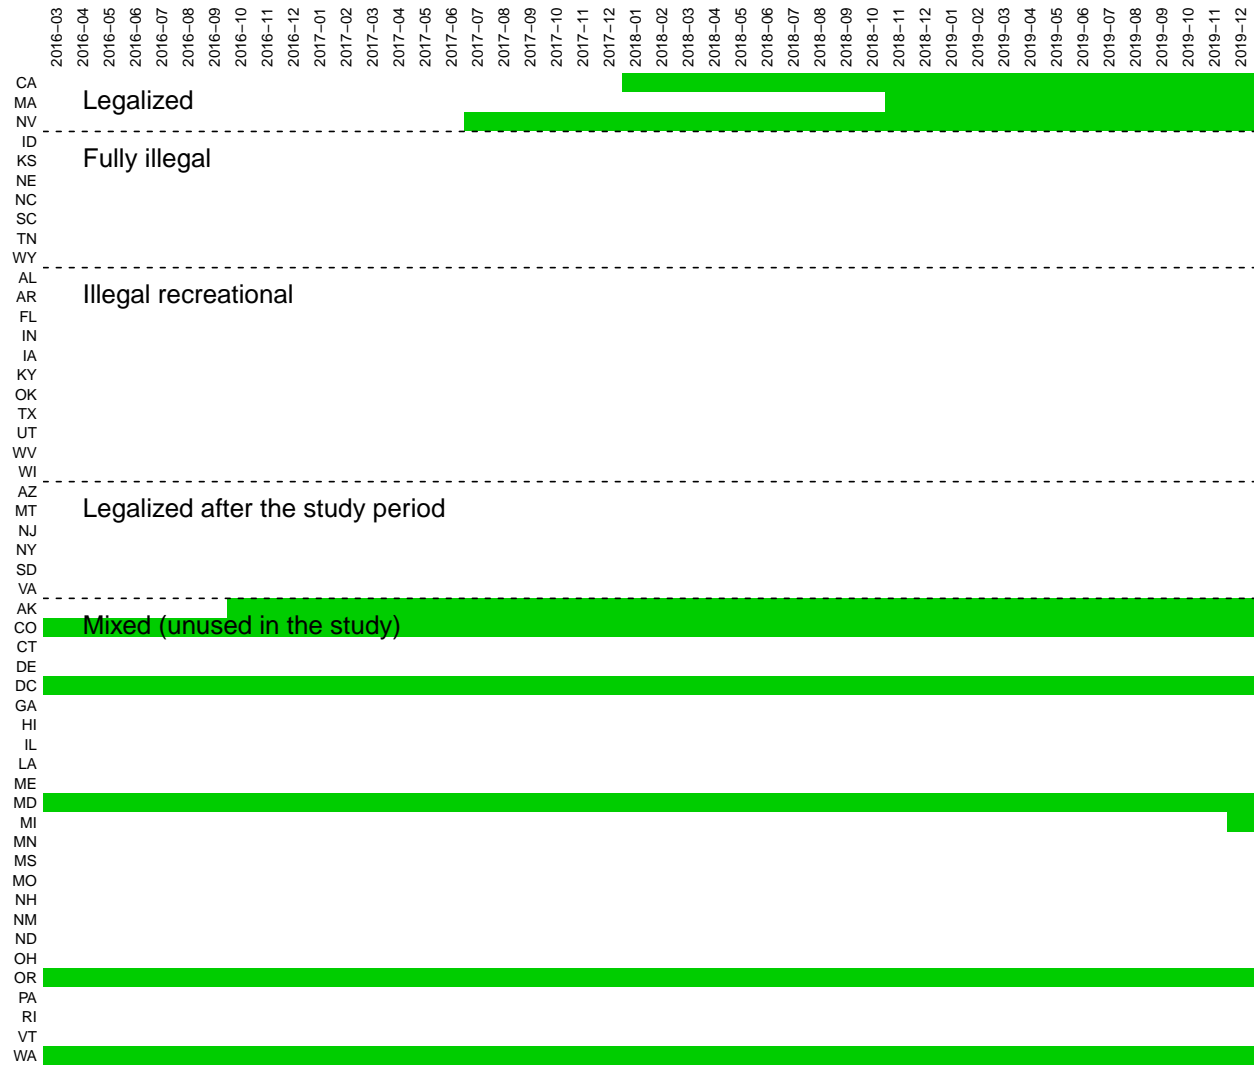 2016−03 2016−04 2016−05 2016−06 2016−07 2016−08 2016−09 2016−10 2016−11 2016−12 2017−01 2017−02 2017−03 2017−04 2017−05 2017−06 2017−07 2017−08 2017−09 2017−10 2017−11 2017−12 2018−01 2018−02 2018−03 2018−04 2018−05 2018−06 2018−07 2018−08 2018−09 2018−10 2018−11 2018−12 2019−01 2019−02 2019−03 2019−04 2019−05 2019−06 2019−07 2019−08 2019−09 2019−10 2019−11 2019−12
CA
MA Legalized
NV
ID
KS Fully illegal
NE
NC
SC
TN
WY
AL
AR Illegal recreational
FL
IN
IA
KY
OK
TX
UT
WV
WI
AZ
MT Legalized after the study period
NJ
NY
SD
VA
AK
CO Mixed (unused in the study)
CT
DE
DC
GA
HI
IL
LA
ME
MD
MI
MN
MS
MO
NH
NM
ND
OH
OR
PA
RI
VT
WA